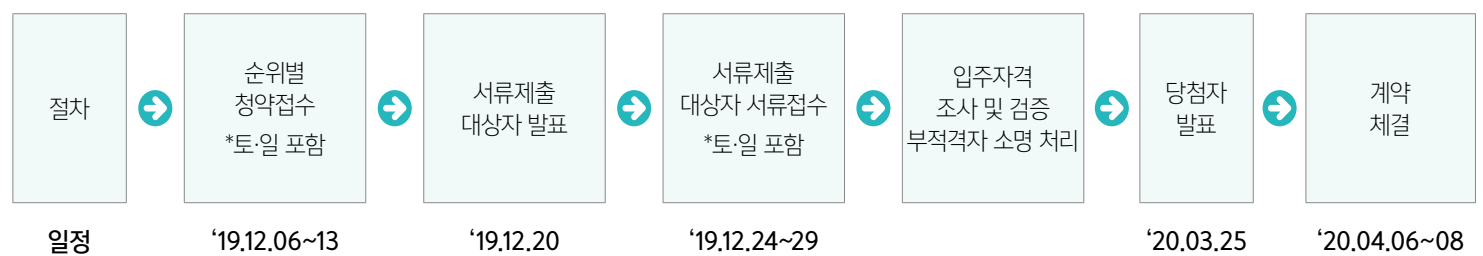 절차
순위별
청약접수
*토·일 포함
서류제출
대상자 발표
서류제출
대상자 서류접수
*토·일 포함
입주자격
조사 및 검증
부적격자 소명 처리
당첨자
발표
계약
체결
일정
‘19.12.06~13
‘19.12.20
‘19.12.24~29
‘20.03.25
‘20.04.06~08